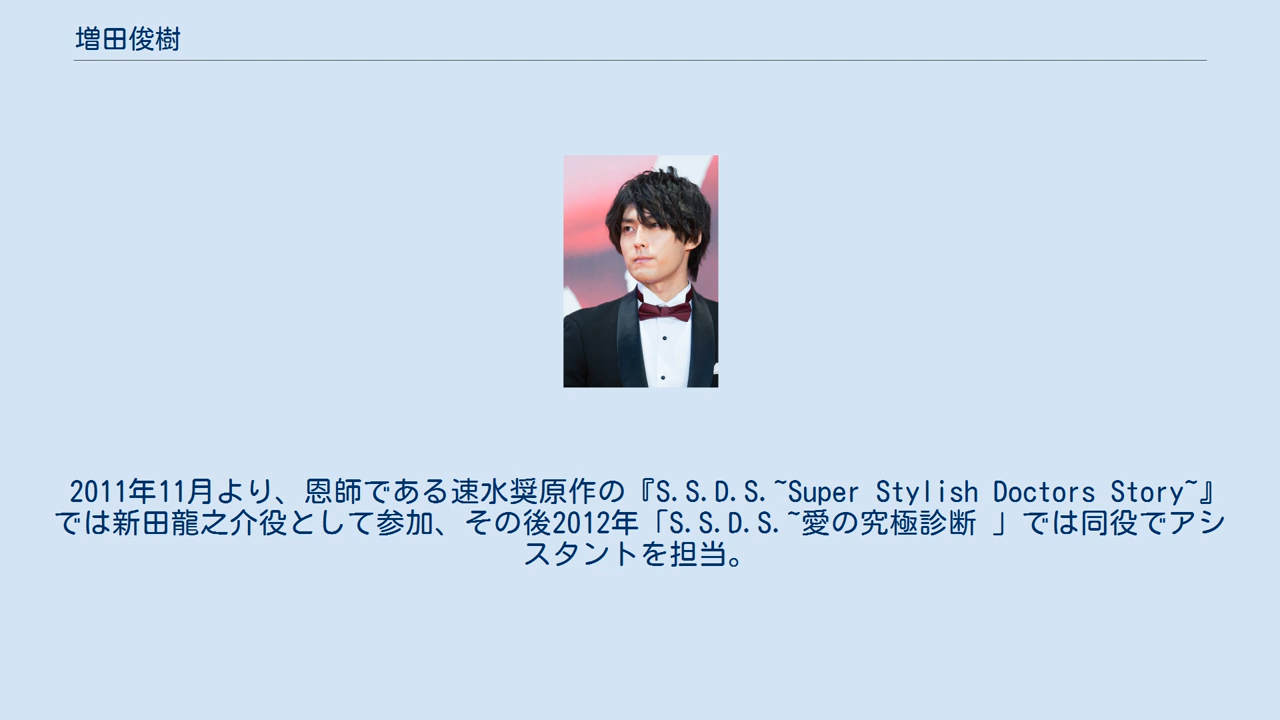 増田俊樹
2011年11月より、恩師である速水奨原作の『S.S.D.S.~Super Stylish Doctors Story~』
では新田龍之介役として参加、その後2012年「S.S.D.S.~愛の究極診断 」では同役でアシ
スタントを担当。